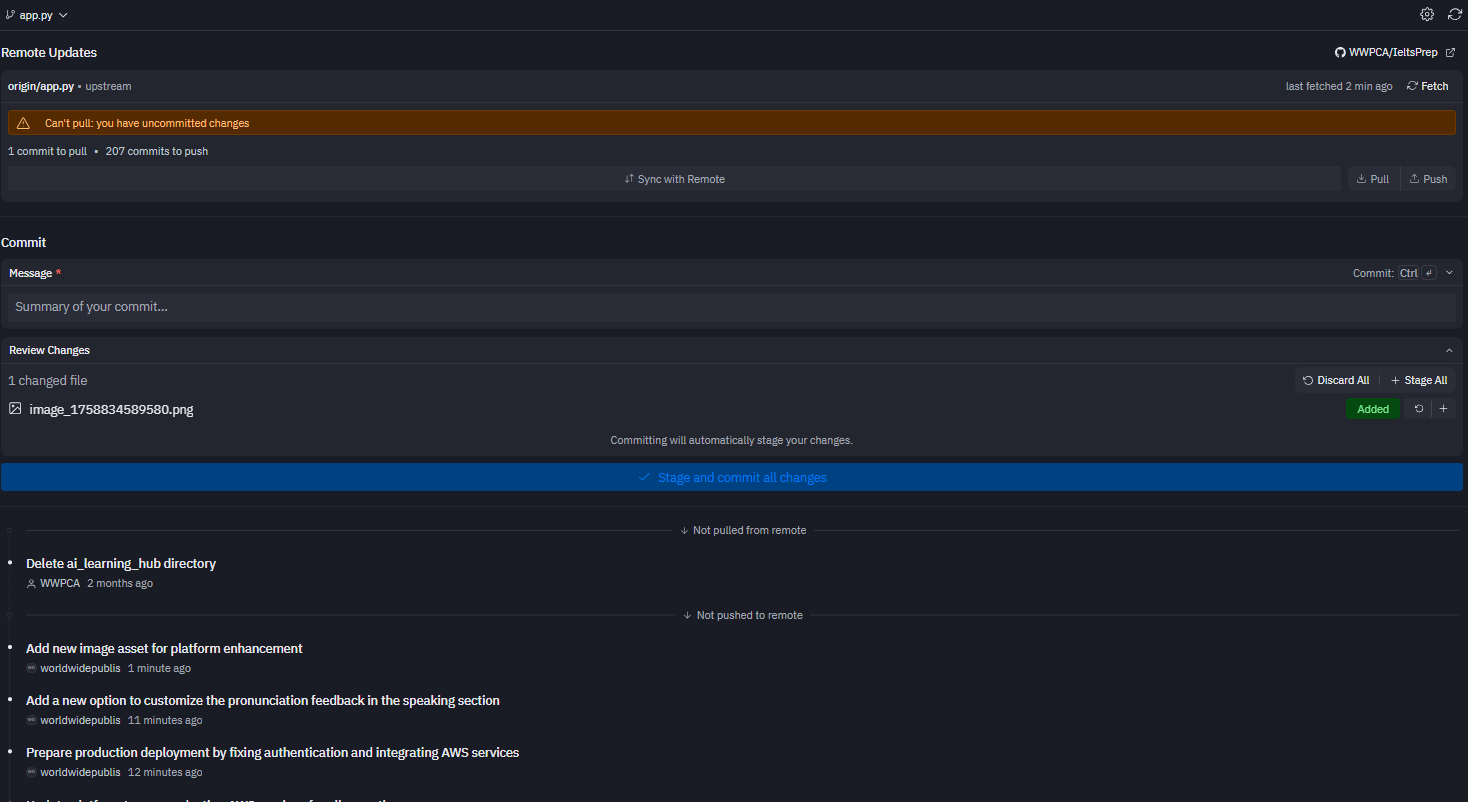 app.py
Remote Updates
WWPCA/IeltsPrep
origin/app.py • upstream
last fetched 2 min ago
Fetch
Can't pull: you have uncommitted changes
1 commit to pull • 207 commits to push
Sync with Remote
Pull
Push
Commit
Message *
Commit: Ctrl
Summary of your commit...
Review Changes
1 changed file
Discard All
Stage All
image_1758834589580.png
Added
Committing will automatically stage your changes.
Stage and commit all changes
Not pulled from remote
Delete ai_learning_hub directory
WWPCA 2 months ago
Not pushed to remote
Add new image asset for platform enhancement
worldwidepublis 1 minute ago
Add a new option to customize the pronunciation feedback in the speaking section
worldwidepublis 11 minutes ago
Prepare production deployment by fixing authentication and integrating AWS services
worldwidepublis 12 minutes ago